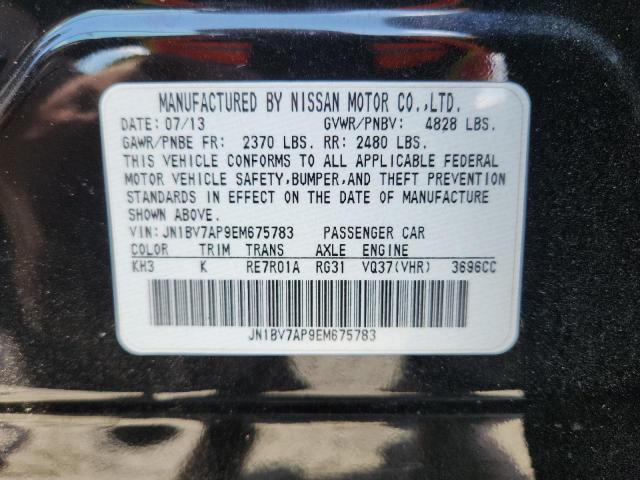 MANUFACTURED BY NISSAN MOTOR CO.,LTD.
DATE: 07/13 GVWR/PNBV: 4828 LBS.
GAWR/PNBE FR: 2370 LBS. RR: 2480 LBS.
THIS VEHICLE CONFORMS TO ALL APPLICABLE FEDERAL
MOTOR VEHICLE SAFETY,BUMPER,AND THEFT PREVENTION
STANDARDS IN EFFECT ON THE DATE OF MANUFACTURE
SHOWN ABOVE.
VIN: JN1BV7AP9EM675783 PASSENGER CAR
COLOR TRIM TRANS AXLE ENGINE
KH3 K RE7R01A RG31 VQ37(VHR) 3696CC
JN1BV7AP9EM675783